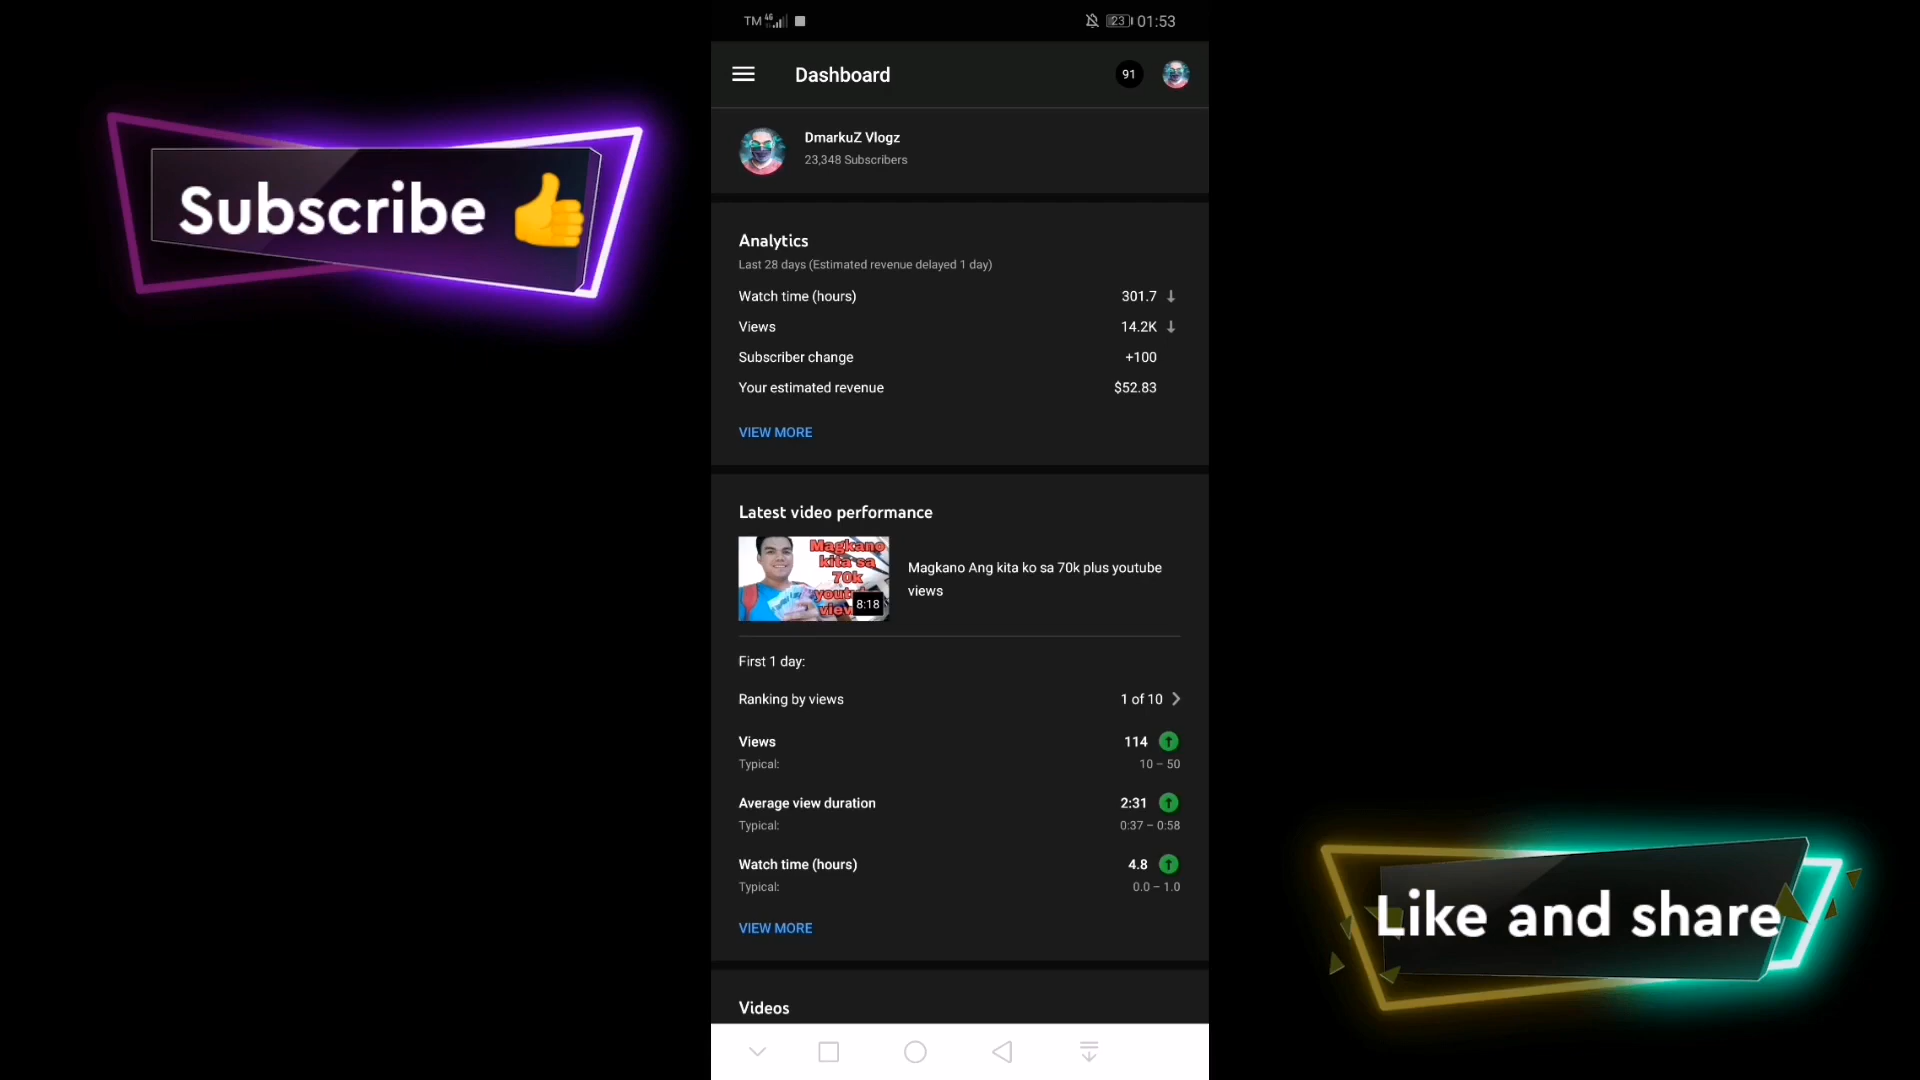 TM 4G 23 01:53
Dashboard 91
DmarkuZ Vlogz
23,348 Subscribers
Subscribe 👍
Analytics
Last 28 days (Estimated revenue delayed 1 day)
Watch time (hours) 301.7
Views 14.2K
Subscriber change +100
Your estimated revenue $52.83
VIEW MORE
Latest video performance
Magkano
kita sa
70k
8:18
Magkano Ang kita ko sa 70k plus youtube
views
First 1 day:
Ranking by views 1 of 10
Views 114
Typical: 10 – 50
Average view duration 2:31
Typical: 0:37 – 0:58
Watch time (hours) 4.8
Typical: 0.0 – 1.0
VIEW MORE
Like and share
Videos